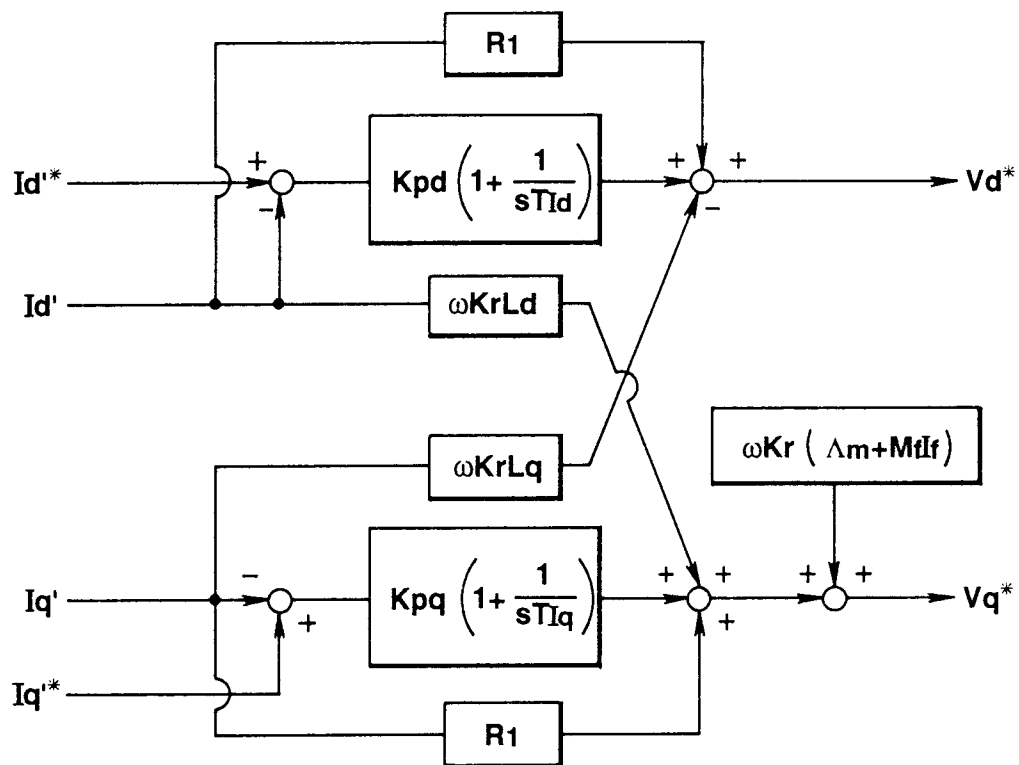 R1
Id'* + Kpd (1+ 1/sTId) + + Vd*
− −
Id' ωKrLd
ωKrLq ωKr ( Λm+MfIf)
− + + + +
Iq' + Kpq (1+ 1/sTIq) + Vq*
Iq'*
R1